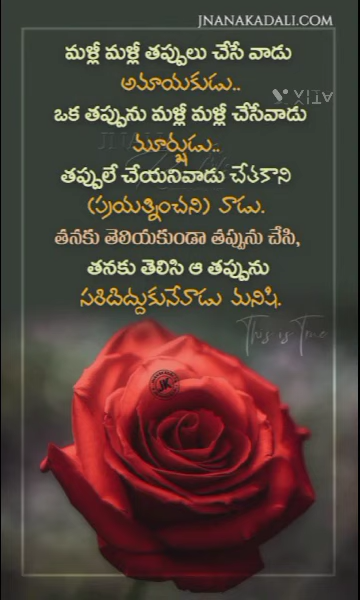 JNANAKADALI.COM
మళ్లీ మళ్లీ తప్పులు చేసే వాడు
అమాయకుడు..
ఒక తప్పును మళ్లీ మళ్లీ చేసేవాడు
మూర్ఖుడు..
తప్పులే చేయనివాడు చేతకాని
(ప్రయత్నించని) వాడు.
తనకు తెలియకుండా తప్పును చేసి,
తనకు తెలిసి ఆ తప్పును
సరిదిద్దుకునేవాడు మనిషి.
This is True